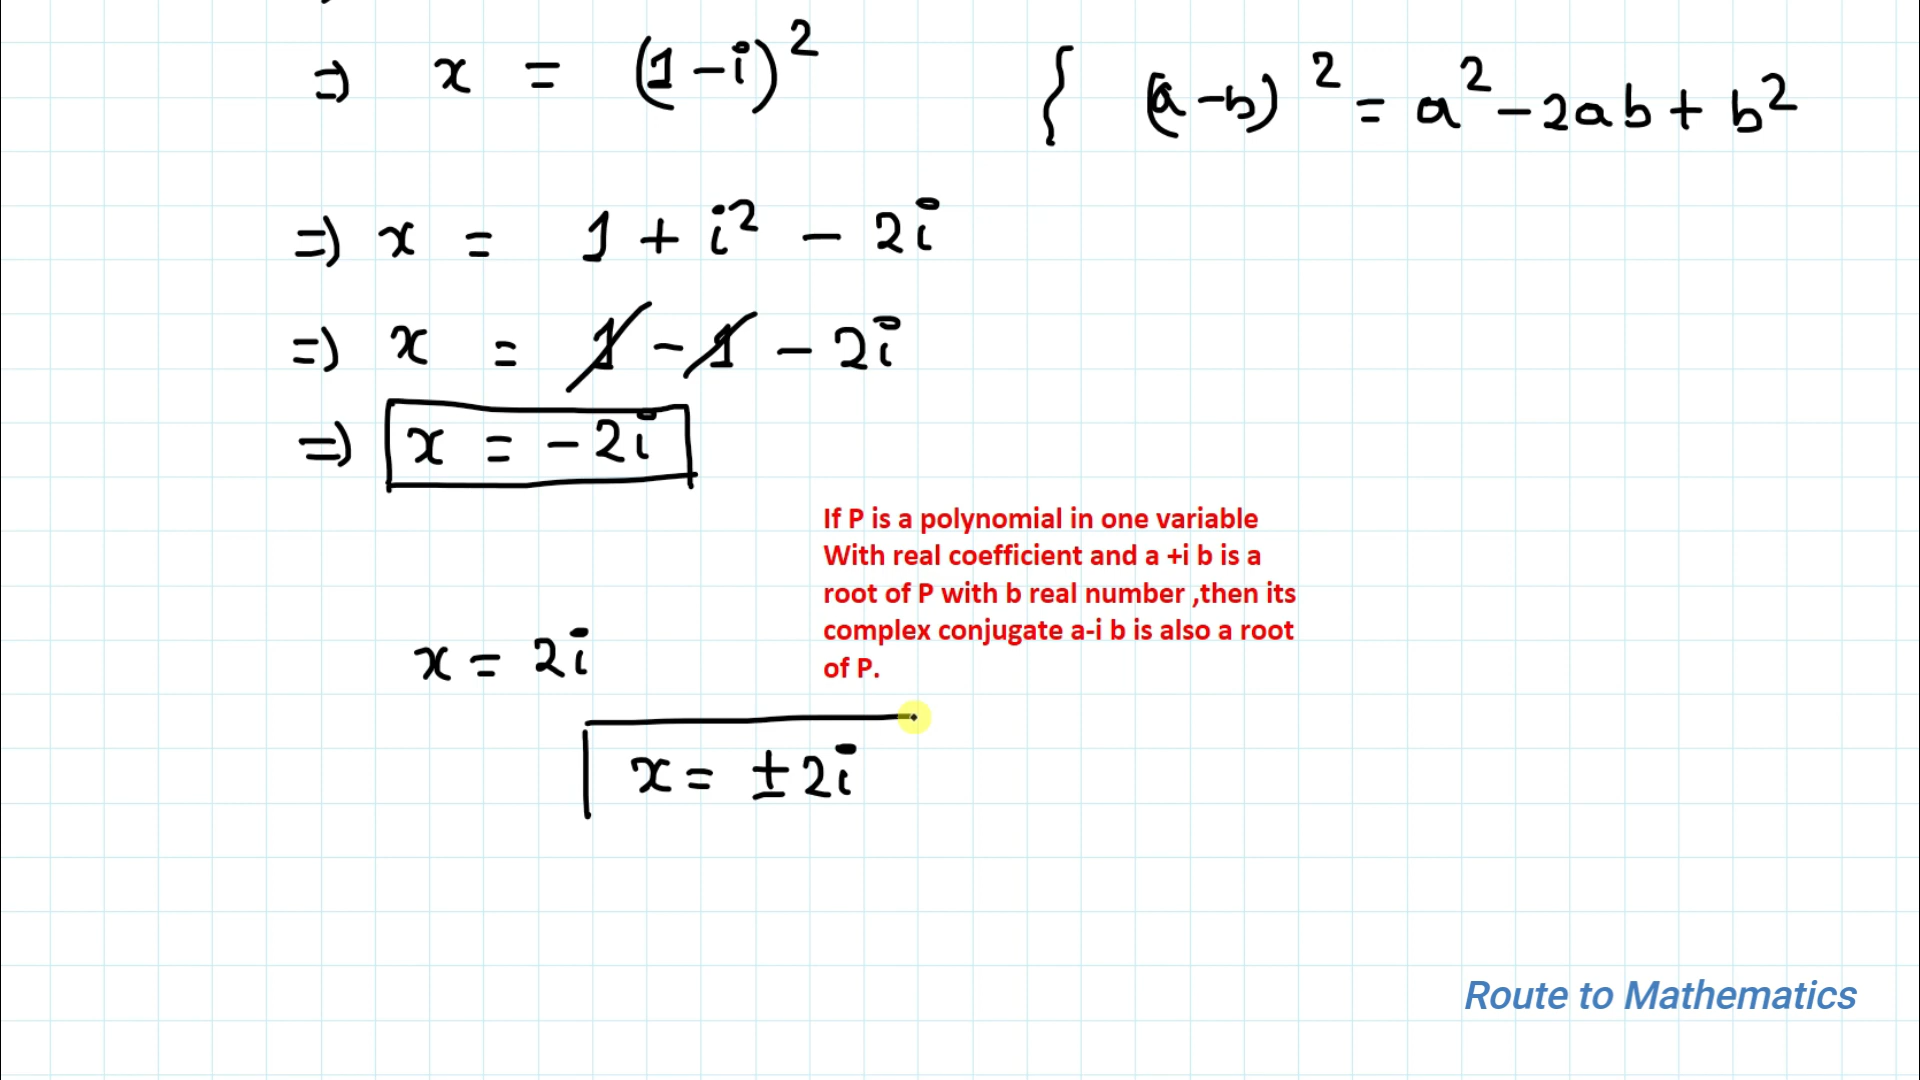 ⇒ x = (1-i)² { (a-b)² = a² - 2ab + b²
⇒ x = 1 + i² - 2i
⇒ x = 1 - 1 - 2i
⇒ x = -2i
If P is a polynomial in one variable
With real coefficient and a +i b is a
root of P with b real number ,then its
complex conjugate a-i b is also a root
of P.
x = 2i
x = ±2i
Route to Mathematics